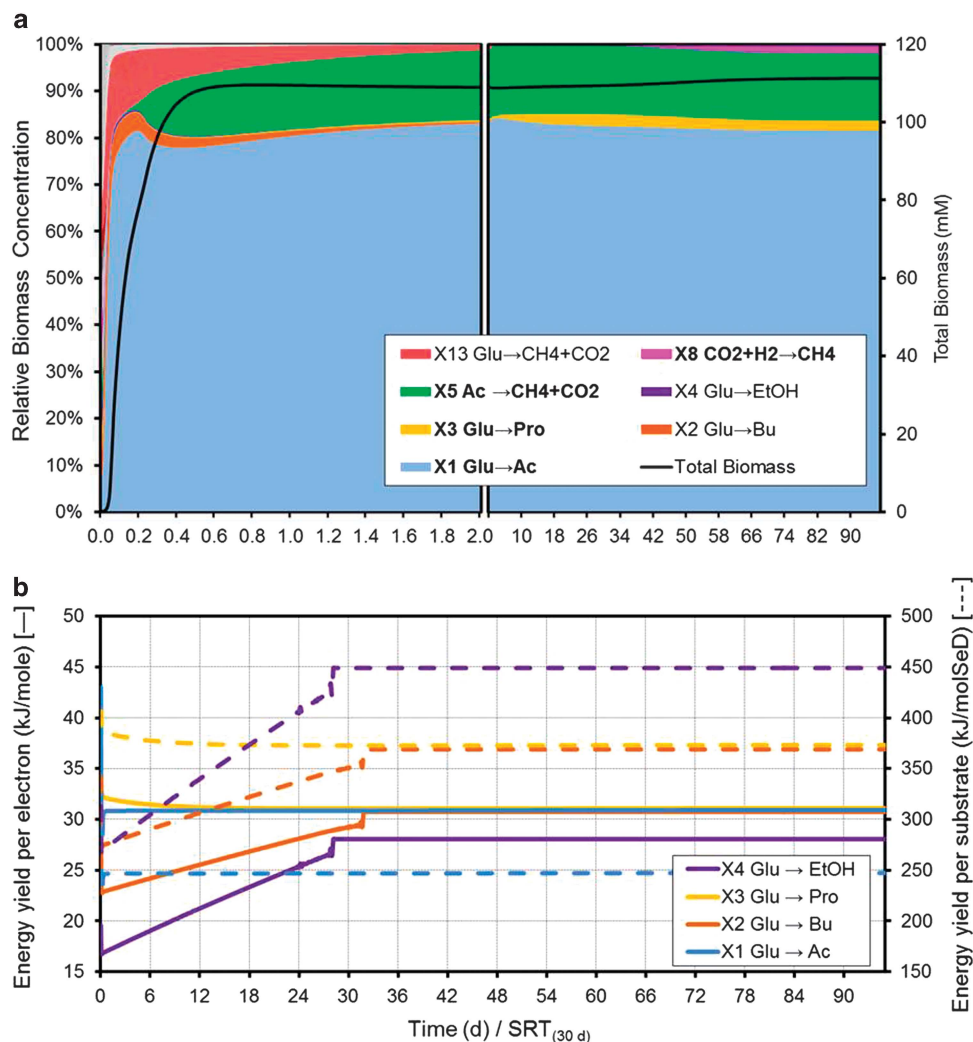 a
100%
90%
80%
70%
60%
50%
40%
30%
20%
10%
0%
Relative Biomass Concentration
120
100
80
60
40
20
0
Total Biomass (mM)
X13 Glu→CH4+CO2
X8 CO2+H2→CH4
X5 Ac →CH4+CO2
X4 Glu→EtOH
X3 Glu→Pro
X2 Glu→Bu
X1 Glu→Ac
Total Biomass
0.0 0.2 0.4 0.6 0.8 1.0 1.2 1.4 1.6 1.8 2.0
2 10 18 26 34 42 50 58 66 74 82 90
b
50
45
40
35
30
25
20
15
Energy yield per electron (kJ/mole) [—]
500
450
400
350
300
250
200
150
Energy yield per substrate (kJ/molSeD) [---]
X4 Glu → EtOH
X3 Glu → Pro
X2 Glu → Bu
X1 Glu → Ac
0 6 12 18 24 30 36 42 48 54 60 66 72 78 84 90
Time (d) / SRT(30 d)